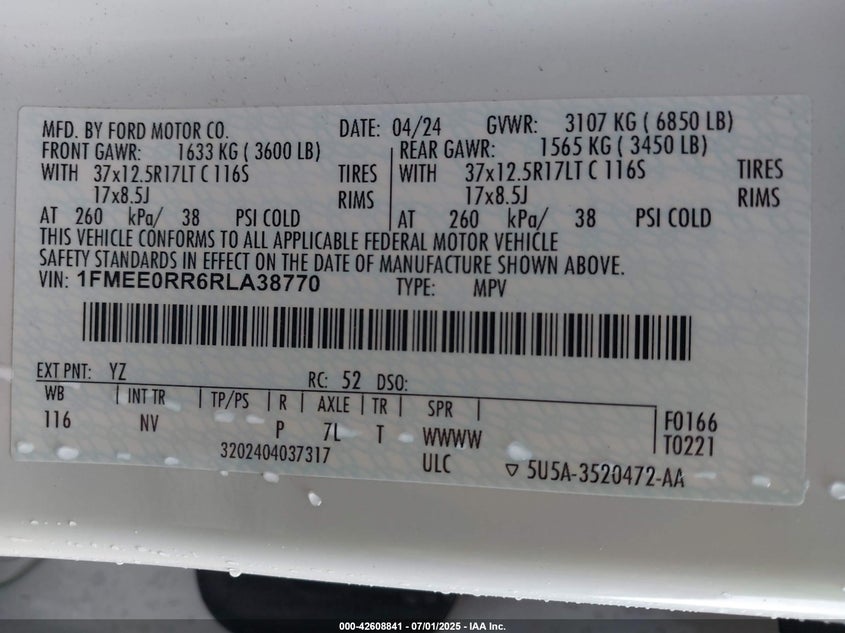 MFD. BY FORD MOTOR CO. DATE: 04/24 GVWR: 3107 KG ( 6850 LB)
FRONT GAWR: 1633 KG ( 3600 LB) REAR GAWR: 1565 KG ( 3450 LB)
WITH 37x12.5R17LT C 116S TIRES WITH 37x12.5R17LT C 116S TIRES
17x8.5J RIMS 17x8.5J RIMS
AT 260 kPa/ 38 PSI COLD AT 260 kPa/ 38 PSI COLD
THIS VEHICLE CONFORMS TO ALL APPLICABLE FEDERAL MOTOR VEHICLE
SAFETY STANDARDS IN EFFECT ON THE DATE OF MANUFACTURE SHOWN ABOVE.
VIN: 1FMEE0RR6RLA38770 TYPE: MPV
EXT PNT: YZ RC: 52 DSO:
WB INT TR TP/PS R AXLE TR SPR F0166
116 NV P 7L T WWWW T0221
3202404037317 ULC 5U5A-3520472-AA
000-42608841 / 07/01/2025 - IAA Inc.